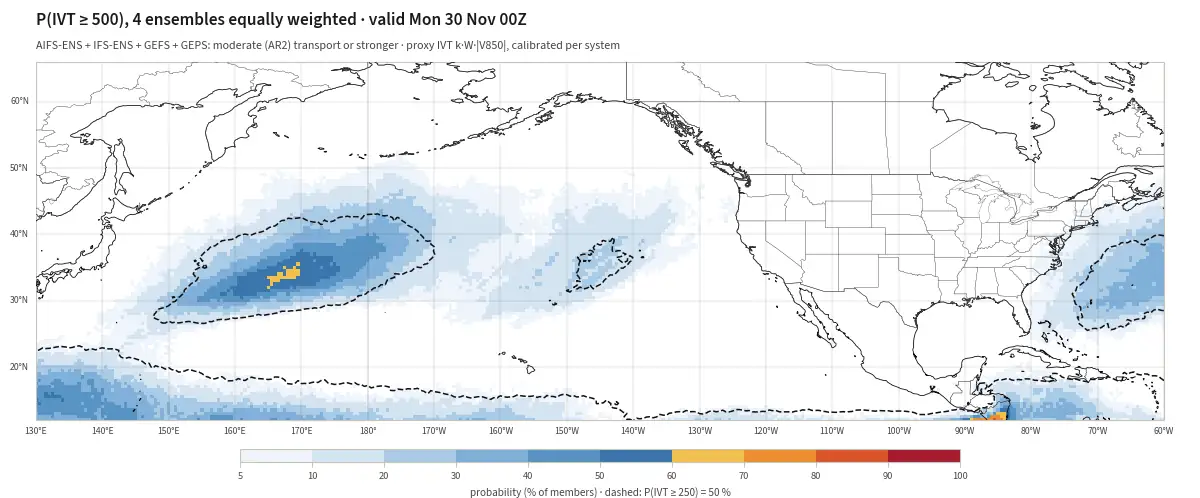 P(IVT ≥ 500), 4 ensembles equally weighted · valid Mon 30 Nov 00Z
AIFS-ENS + IFS-ENS + GEFS + GEPS: moderate (AR2) transport or stronger · proxy IVT k·W·|V850|, calibrated per system
60°N
50°N
40°N
30°N
20°N
130°E 140°E 150°E 160°E 170°E 180° 170°W 160°W 150°W 140°W 130°W 120°W 110°W 100°W 90°W 80°W 70°W 60°W
5 10 20 30 40 50 60 70 80 90 100
probability (% of members) · dashed: P(IVT ≥ 250) = 50 %